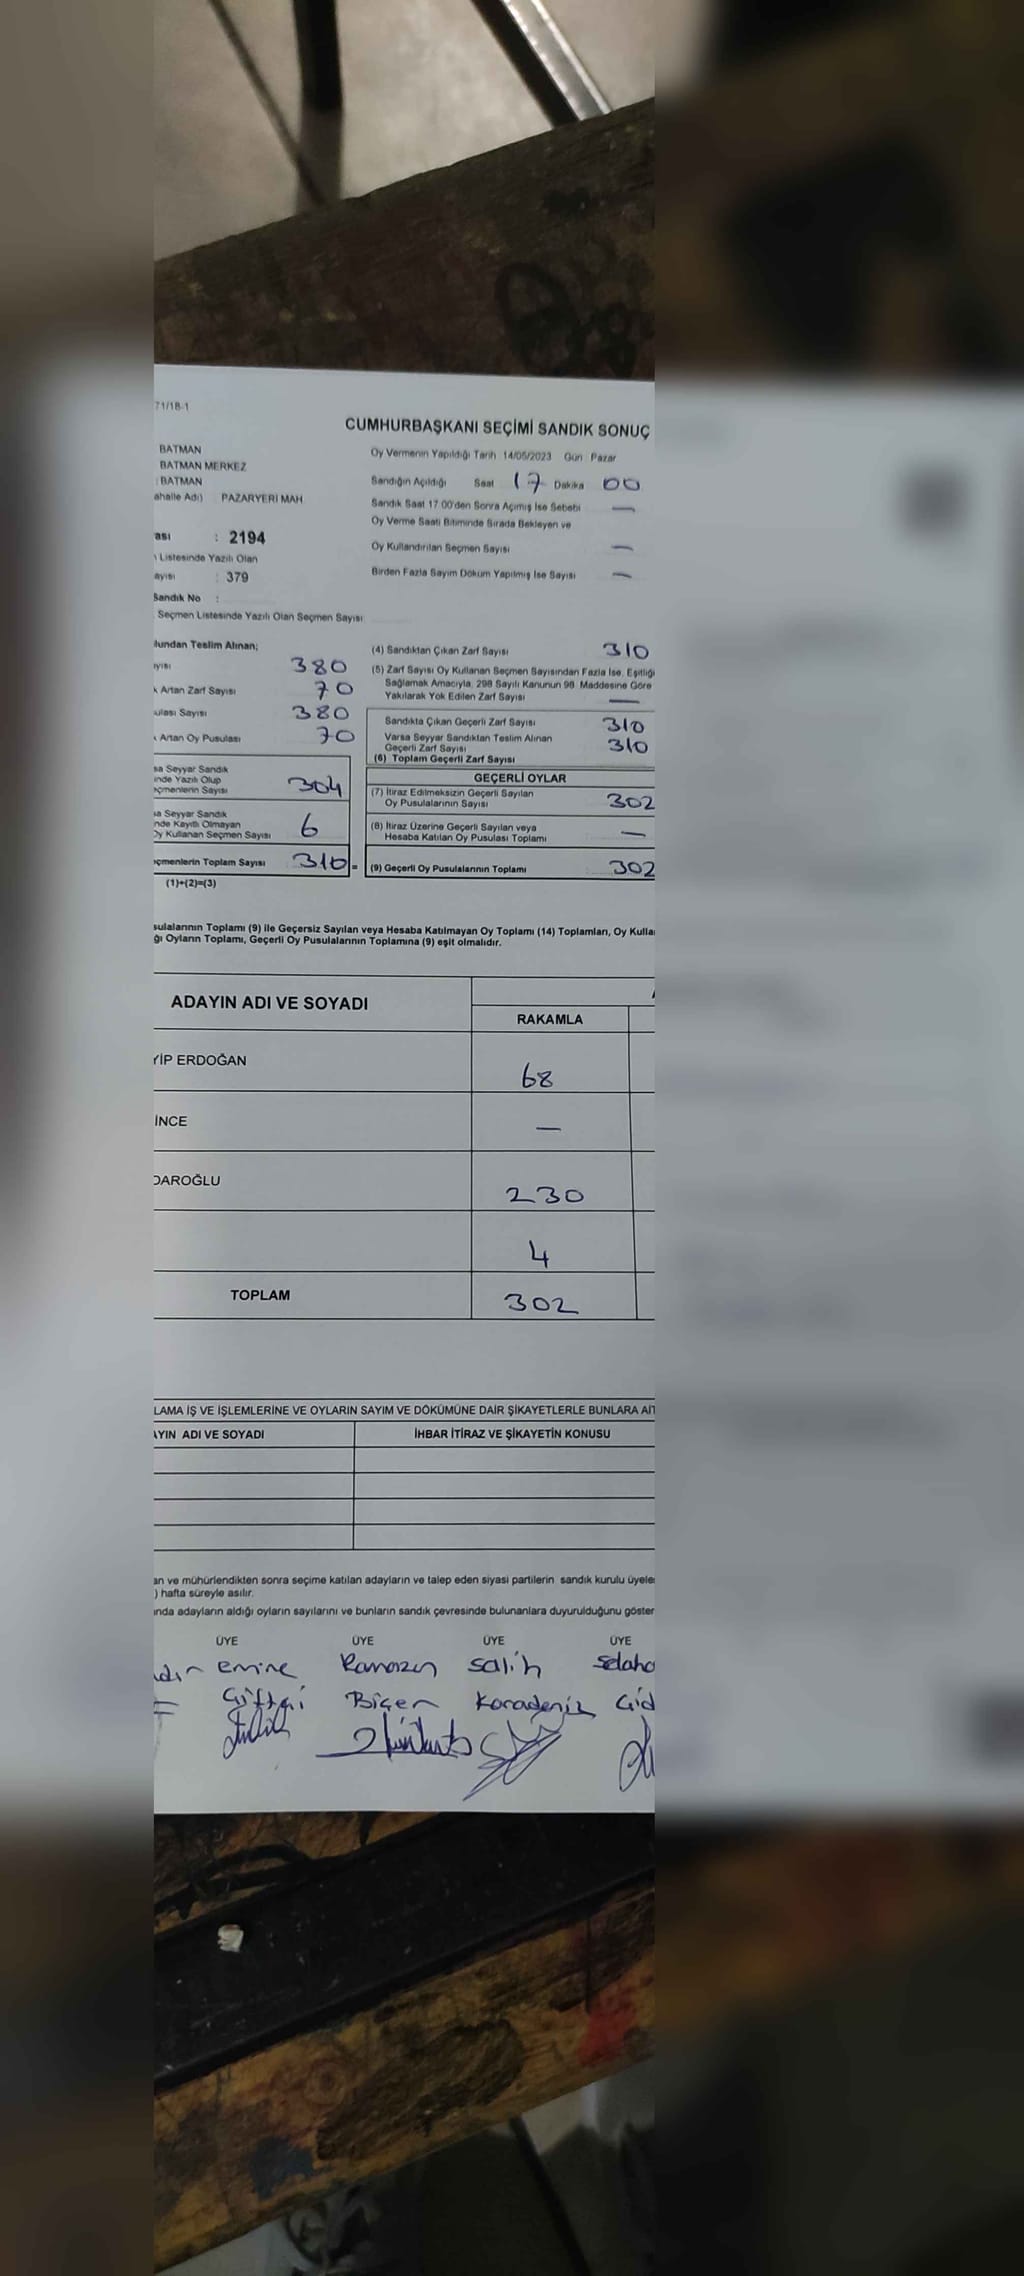 71/1B-1
CUMHURBAŞKANI SEÇİMİ SANDIK SONUÇ
BATMAN
BATMAN MERKEZ
: BATMAN
ahalle Adı) PAZARYERİ MAH
ası : 2194
Listesinde Yazılı Olan
ayısı : 379
Sandık No :
Seçmen Listesinde Yazılı Olan Seçmen Sayısı
Oy Vermenin Yapıldığı Tarih 14/05/2023 Gün Pazar
Sandığın Açıldığı Saat 17 Dakika 00
Sandık Saat 17:00'den Sonra Açımış İse Sebebi —
Oy Verme Saati Bitiminde Sırada Bekleyen ve
Oy Kullandırılan Seçmen Sayısı —
Birden Fazla Sayım Döküm Yapılmış İse Sayısı —
lundan Teslim Alınan;
ayısı 380
k Artan Zarf Sayısı 70
ulası Sayısı 380
k Artan Oy Pusulası 70
sa Seyyar Sandık
inde Yazılı Olup
eçmenlerin Sayısı 304
sa Seyyar Sandık
nde Kayıtlı Olmayan
Oy Kullanan Seçmen Sayısı 6
eçmenlerin Toplam Sayısı 310 =
(1)+(2)=(3)
(4) Sandıktan Çıkan Zarf Sayısı 310
(5) Zarf Sayısı Oy Kullanan Seçmen Sayısından Fazla İse, Eşitliği
Sağlamak Amacıyla, 298 Sayılı Kanunun 98. Maddesine Göre
Yakılarak Yok Edilen Zarf Sayısı —
Sandıkta Çıkan Geçerli Zarf Sayısı 310
Varsa Seyyar Sandıktan Teslim Alınan
Geçerli Zarf Sayısı 310
(6) Toplam Geçerli Zarf Sayısı
GEÇERLİ OYLAR
(7) İtiraz Edilmeksizin Geçerli Sayılan
Oy Pusulalarının Sayısı 302
(8) İtiraz Üzerine Geçerli Sayılan veya
Hesaba Katılan Oy Pusulası Toplamı —
(9) Geçerli Oy Pusulalarının Toplamı 302
sulalarının Toplamı (9) ile Geçersiz Sayılan veya Hesaba Katılmayan Oy Toplamı (14) Toplamları, Oy Kulla
ğı Oyların Toplamı, Geçerli Oy Pusulalarının Toplamına (9) eşit olmalıdır.
ADAYIN ADI VE SOYADI
RAKAMLA
YİP ERDOĞAN 68
İNCE —
DAROĞLU 230
4
TOPLAM 302
LAMA İŞ VE İŞLEMLERİNE VE OYLARIN SAYIM VE DÖKÜMÜNE DAİR ŞİKAYETLERLE BUNLARA AİT
AYIN ADI VE SOYADI İHBAR İTİRAZ VE ŞİKAYETİN KONUSU
an ve mühürlendikten sonra seçime katılan adayların ve talep eden siyasi partilerin sandık kurulu üyele
) hafta süreyle asılır.
ında adayların aldığı oyların sayılarını ve bunların sandık çevresinde bulunanlara duyurulduğunu göster
ÜYE ÜYE ÜYE ÜYE
emine Ramazan salih Selaha
Çiftçi Biçer Karadeniz Gid